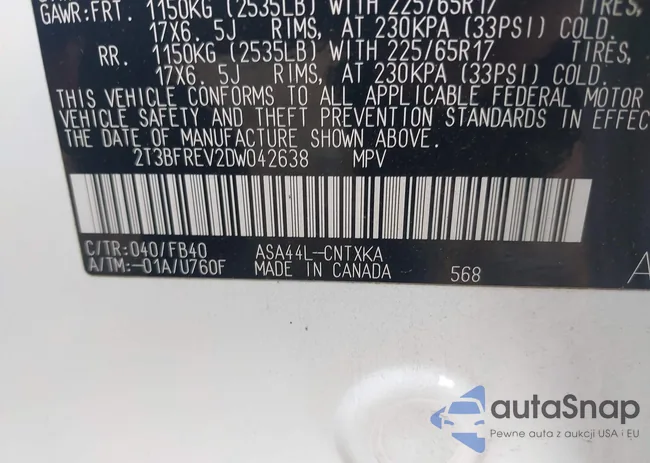 GAWR:FRT. 1150KG (2535LB) WITH 225/65R17 TIRES,
17X6. 5J RIMS, AT 230KPA (33PSI) COLD.
RR. 1150KG (2535LB) WITH 225/65R17 TIRES,
17X6. 5J RIMS, AT 230KPA (33PSI) COLD.
THIS VEHICLE CONFORMS TO ALL APPLICABLE FEDERAL MOTOR
VEHICLE SAFETY AND THEFT PREVENTION STANDARDS IN EFFEC
THE DATE OF MANUFACTURE SHOWN ABOVE.
2T3BFREV2DW042638 MPV
C/TR:040/FB40 ASA44L-CNTXKA
A/TM:-01A/U760F MADE IN CANADA 568
A
autaSnap
Pewne auta z aukcji USA i EU